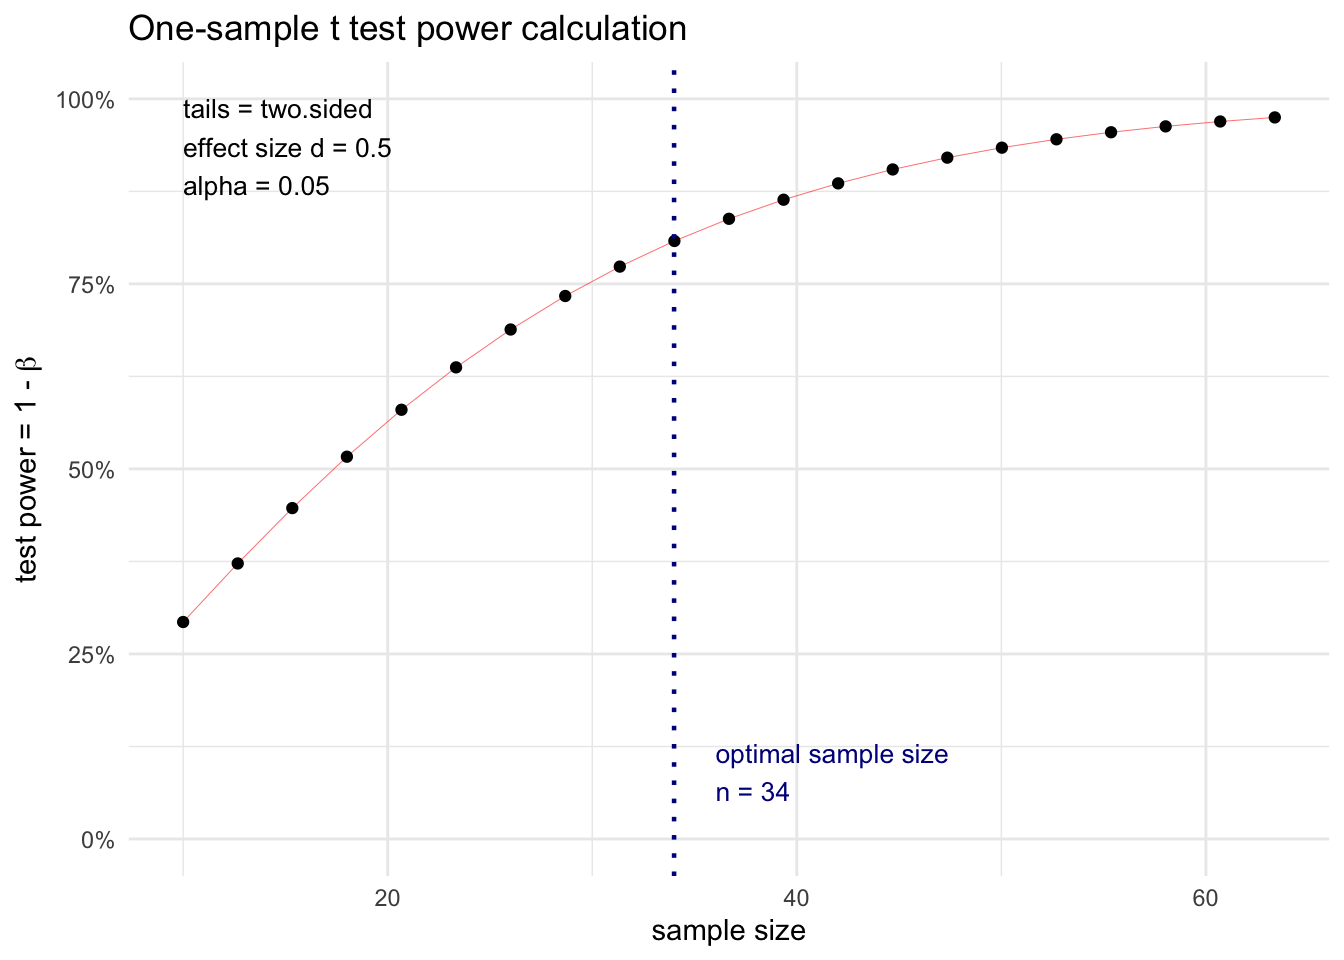 One-sample t test power calculation
100%
75%
50%
25%
0%
test power = 1 - β
tails = two.sided
effect size d = 0.5
alpha = 0.05
optimal sample size
n = 34
20
40
60
sample size